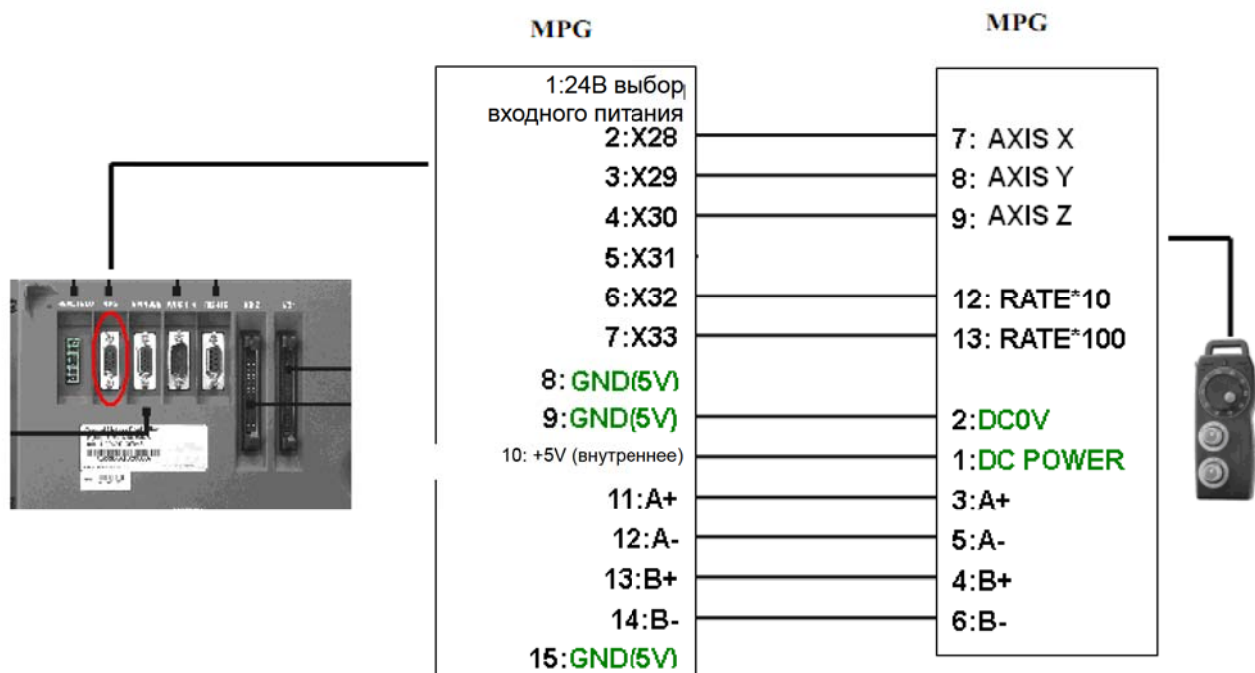 MPG
MPG
1:24В выбор
входного питания
2:X28
3:X29
4:X30
5:X31
6:X32
7:X33
8: GND(5V)
9:GND(5V)
10: +5V (внутреннее)
11:A+
12:A-
13:B+
14:B-
15:GND(5V)
7: AXIS X
8: AXIS Y
9: AXIS Z
12: RATE*10
13: RATE*100
2:DC0V
1:DC POWER
3:A+
5:A-
4:B+
6:B-